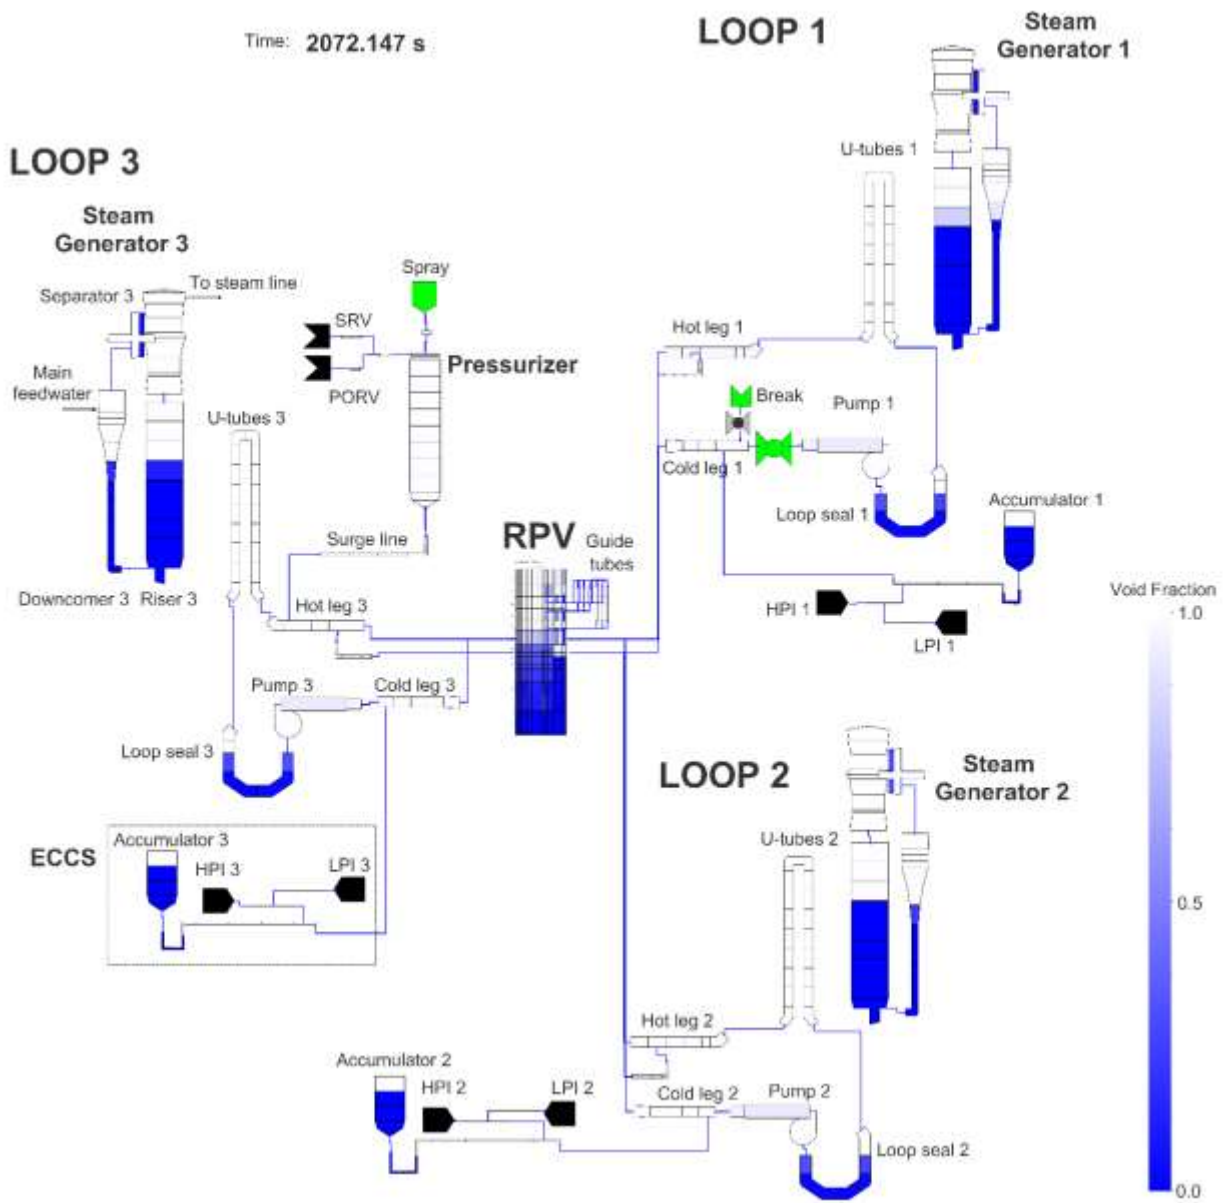 Time: 2072.147 s
LOOP 1
Steam
Generator 1
U-tubes 1
LOOP 3
Steam
Generator 3
To steam line
Separator 3
Spray
SRV
PORV
Pressurizer
Main
feedwater
U-tubes 3
Hot leg 1
Break
Pump 1
Cold leg 1
Loop seal 1
Accumulator 1
Surge line
RPV
Guide
tubes
Downcomer 3
Riser 3
Hot leg 3
HPI 1
LPI 1
Void Fraction
1.0
0.5
0.0
Pump 3
Cold leg 3
Loop seal 3
LOOP 2
Steam
Generator 2
U-tubes 2
ECCS
Accumulator 3
HPI 3
LPI 3
Hot leg 2
Accumulator 2
HPI 2
LPI 2
Cold leg 2
Pump 2
Loop seal 2